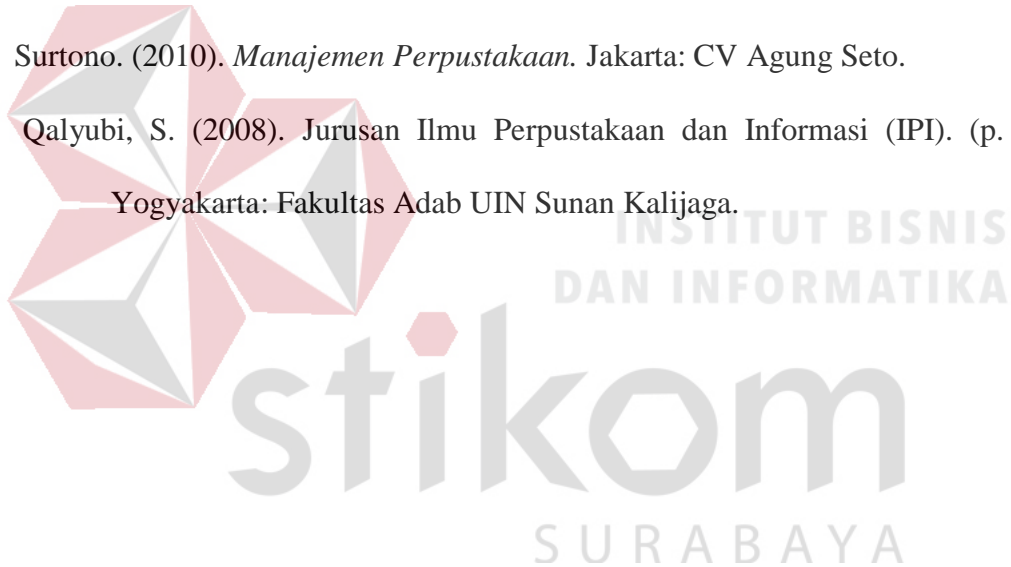 Surtono. (2010). Manajemen Perpustakaan. Jakarta: CV Agung Seto.
Qalyubi, S. (2008). Jurusan Ilmu Perpustakaan dan Informasi (IPI). (p.
Yogyakarta: Fakultas Adab UIN Sunan Kalijaga.
INSTITUT BISNIS
DAN INFORMATIKA
stikom
SURABAYA